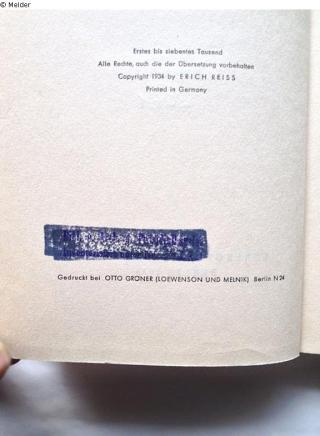 © Melder
Erstes bis siebentes Tausend
Alle Rechte, auch die der Übersetzung vorbehalten
Copyright 1934 by ERICH REISS
Printed in Germany
Gedruckt bei OTTO GRÖNER (LOEWENSON UND MELNIK) Berlin N 24